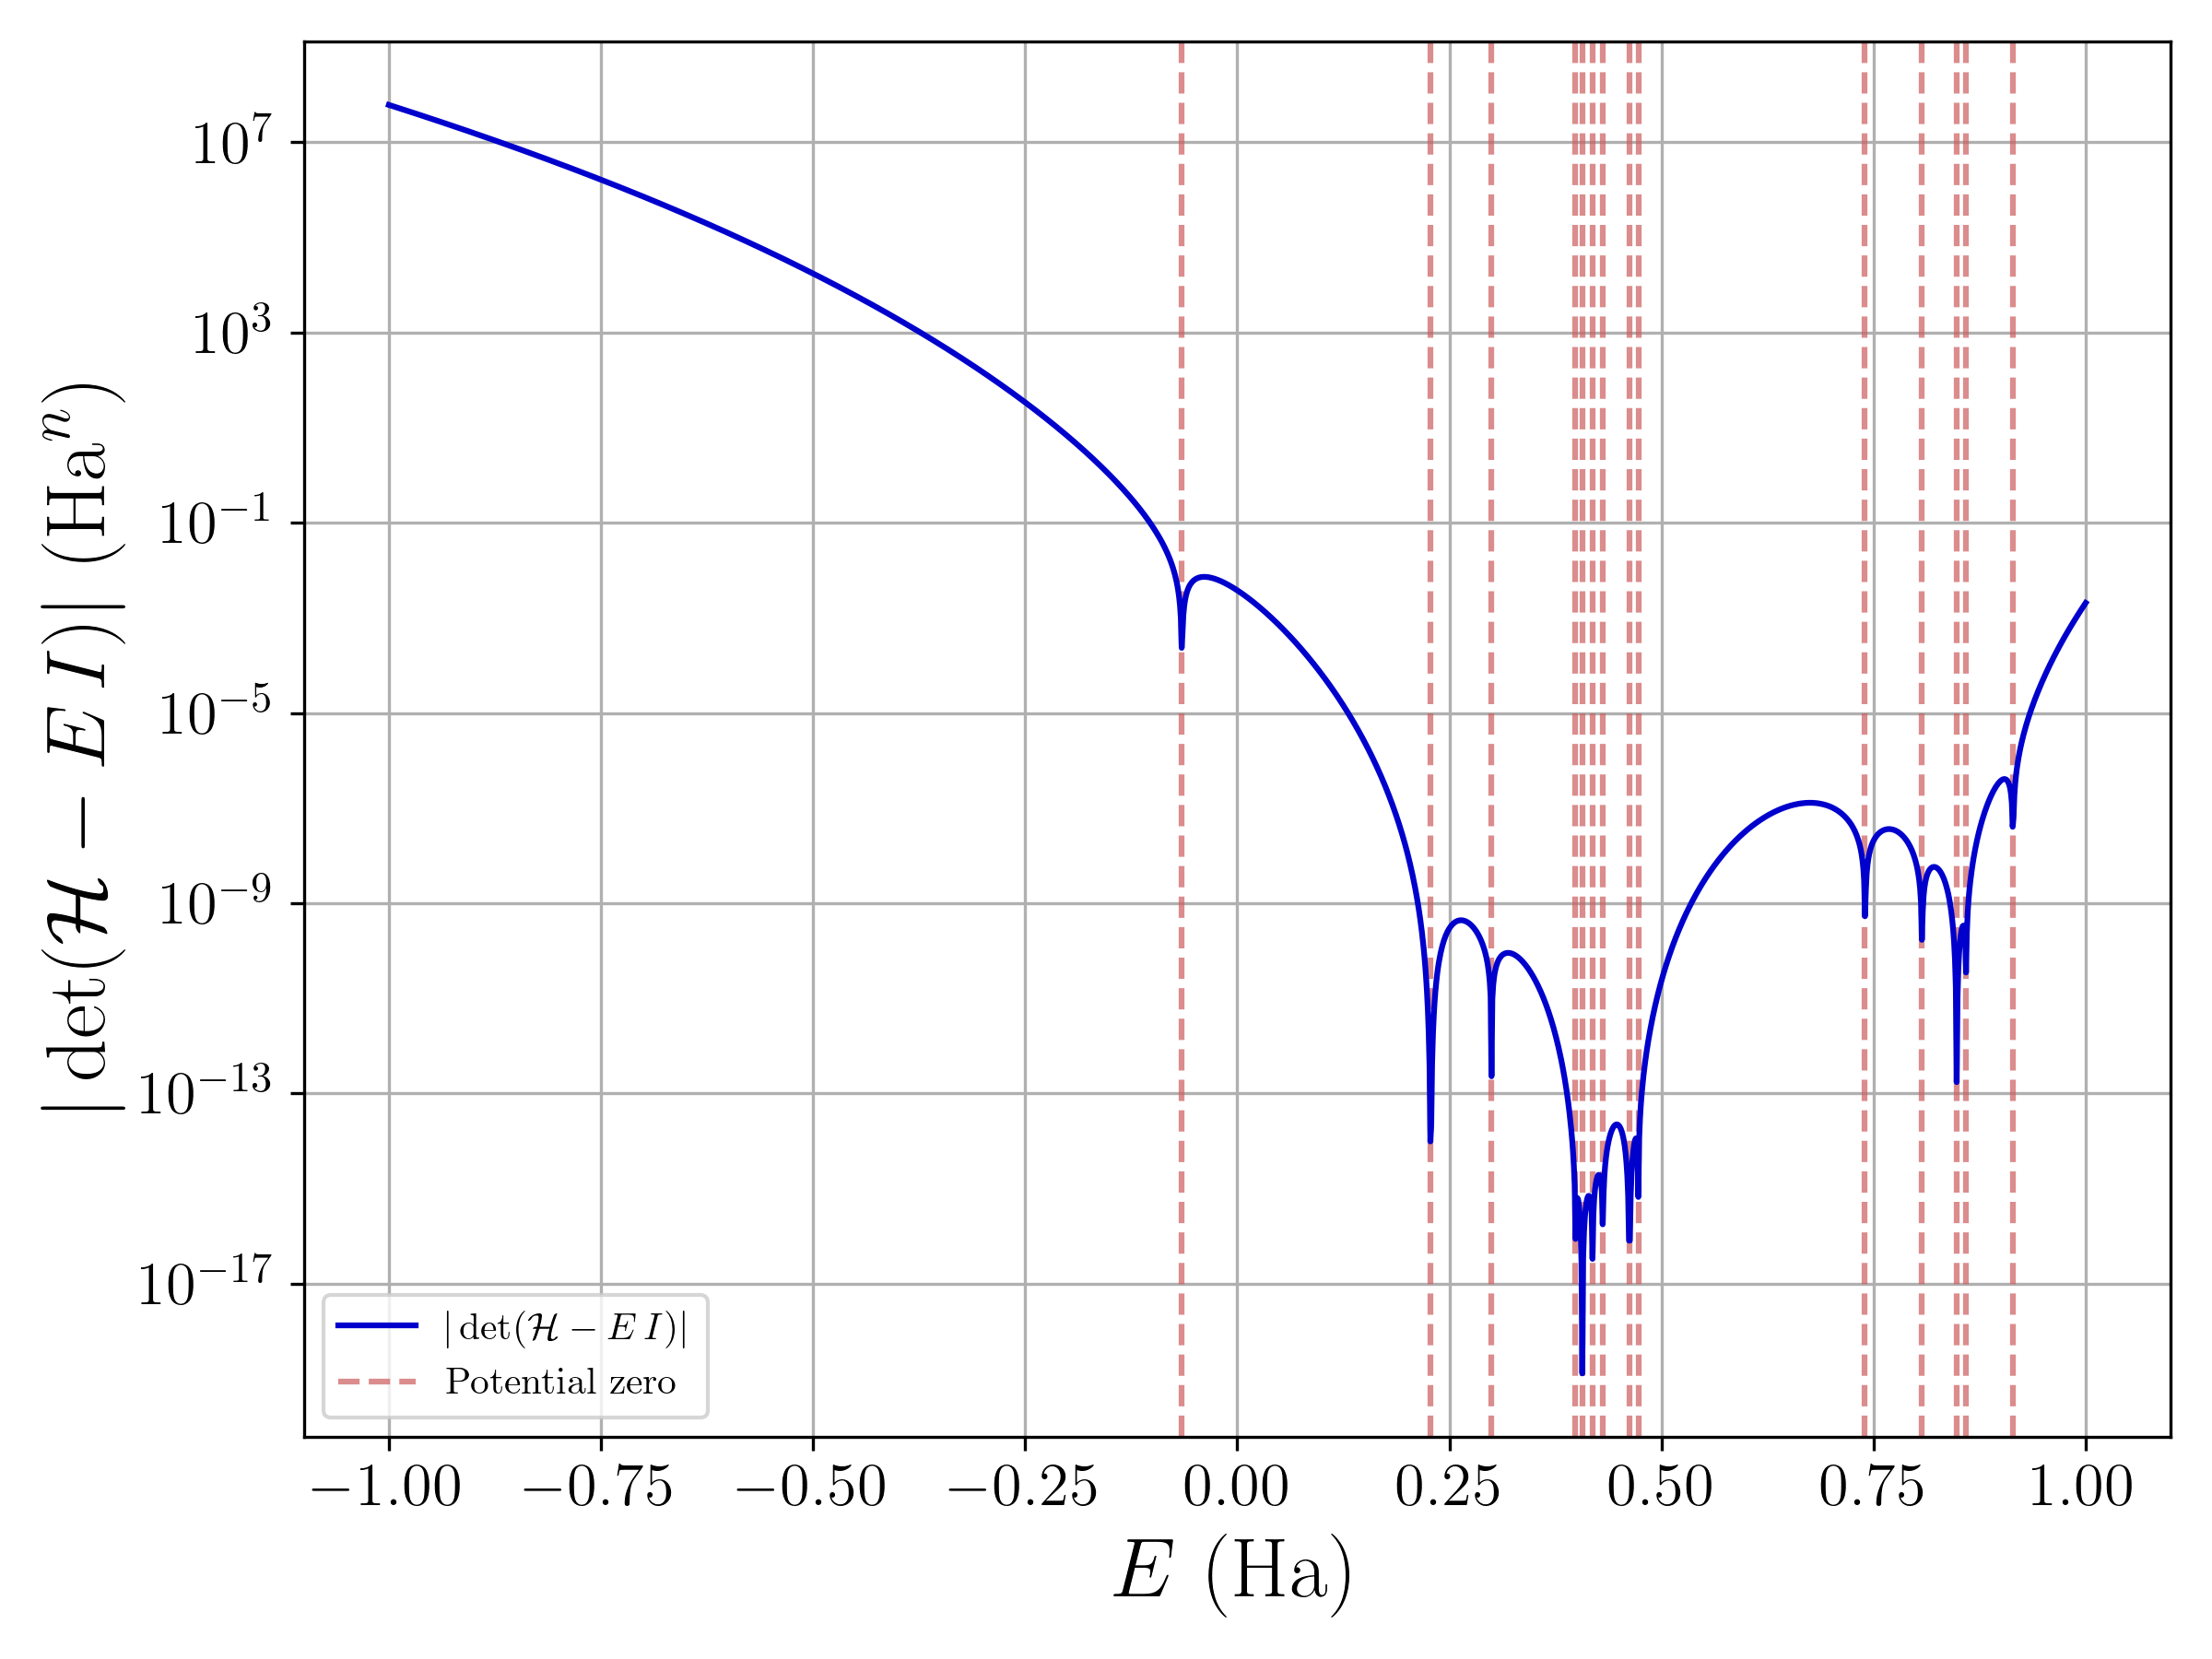 10^7
10^3
10^{-1}
10^{-5}
10^{-9}
10^{-13}
10^{-17}
|det(ℋ − E I)| (Ha^n)
|det(ℋ − E I)|
Potential zero
−1.00 −0.75 −0.50 −0.25 0.00 0.25 0.50 0.75 1.00
E (Ha)